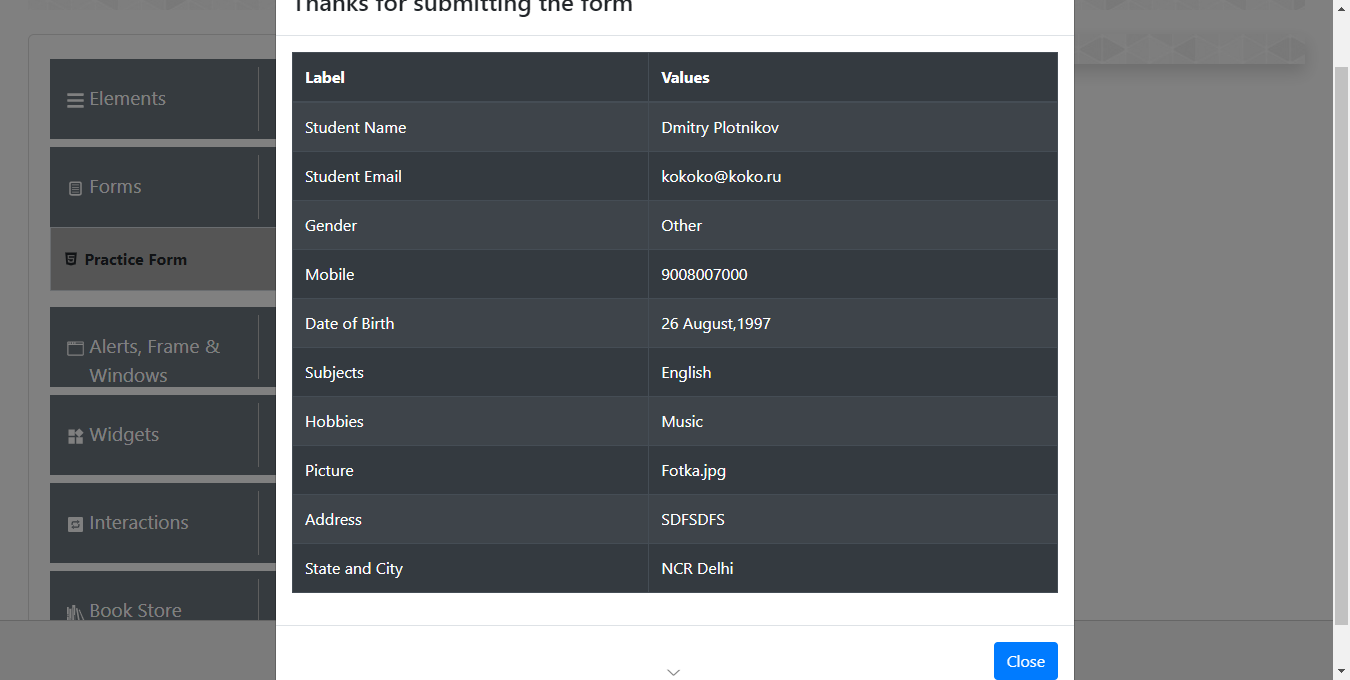 Thanks for submitting the form
Elements
Forms
Practice Form
Alerts, Frame &
Windows
Widgets
Interactions
Book Store
Label Values
Student Name Dmitry Plotnikov
Student Email kokoko@koko.ru
Gender Other
Mobile 9008007000
Date of Birth 26 August,1997
Subjects English
Hobbies Music
Picture Fotka.jpg
Address SDFSDFS
State and City NCR Delhi
Close